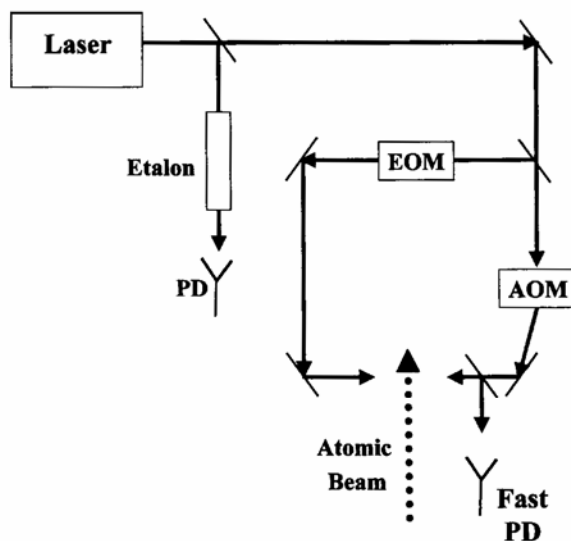 Laser
EOM
Etalon
PD
AOM
Atomic
Beam
Fast
PD